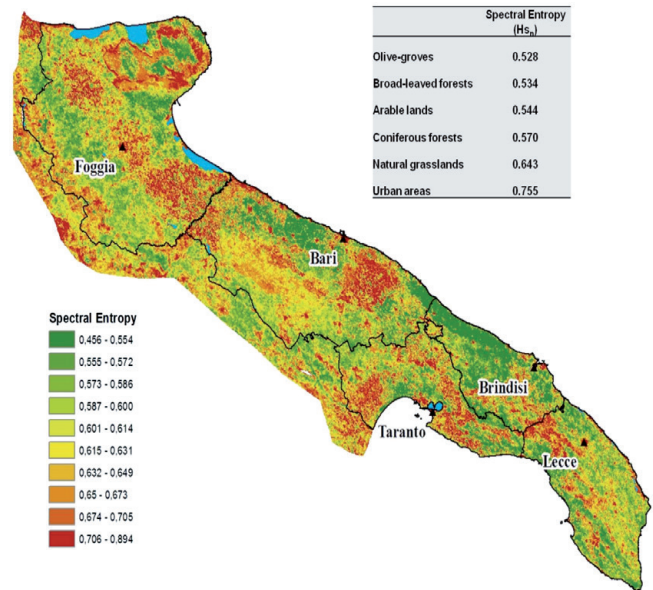 Spectral Entropy
(Hsn)
Olive-groves 0.528
Broad-leaved forests 0.534
Arable lands 0.544
Coniferous forests 0.570
Natural grasslands 0.643
Urban areas 0.755
Foggia
Bari
Brindisi
Taranto
Lecce
Spectral Entropy
0,456 - 0,554
0,555 - 0,572
0,573 - 0,586
0,587 - 0,600
0,601 - 0,614
0,615 - 0,631
0,632 - 0,649
0,65 - 0,673
0,674 - 0,705
0,706 - 0,894